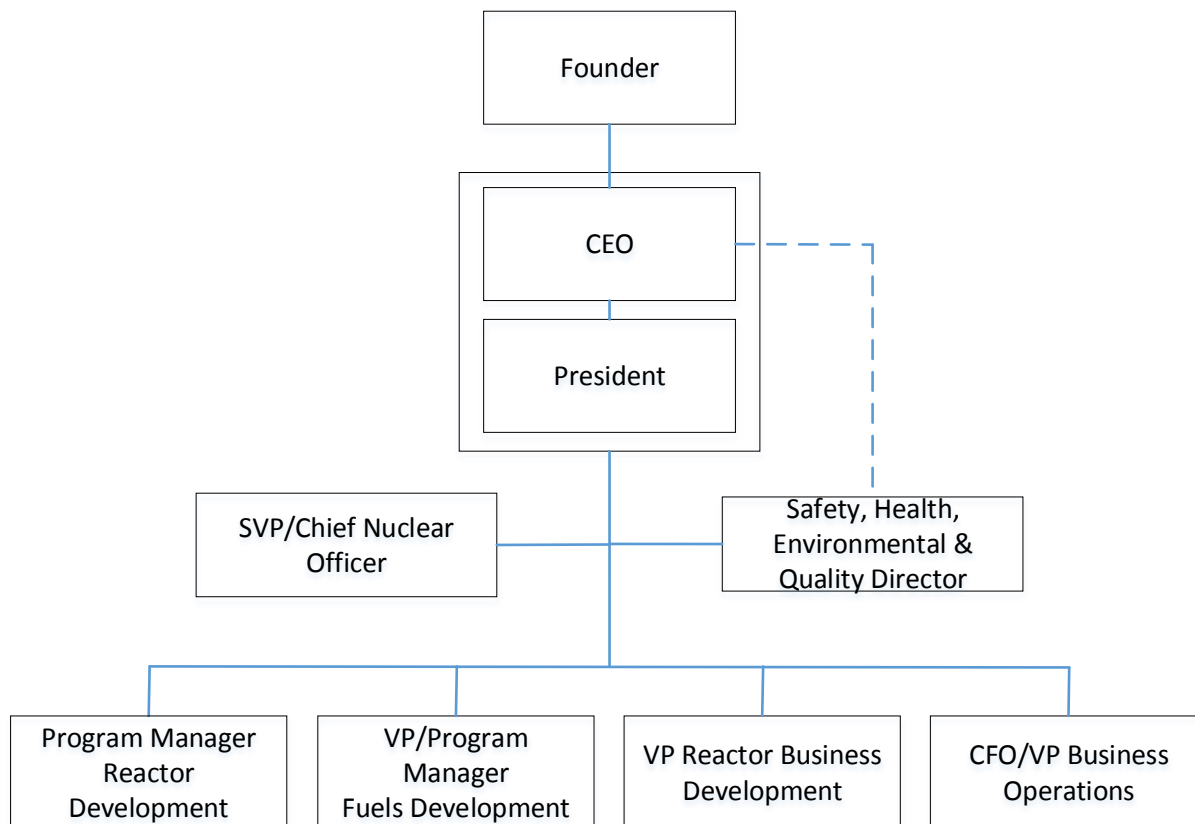 Founder
CEO
President
SVP/Chief Nuclear
Officer
Safety, Health,
Environmental &
Quality Director
Program Manager
Reactor
Development
VP/Program
Manager
Fuels Development
VP Reactor Business
Development
CFO/VP Business
Operations